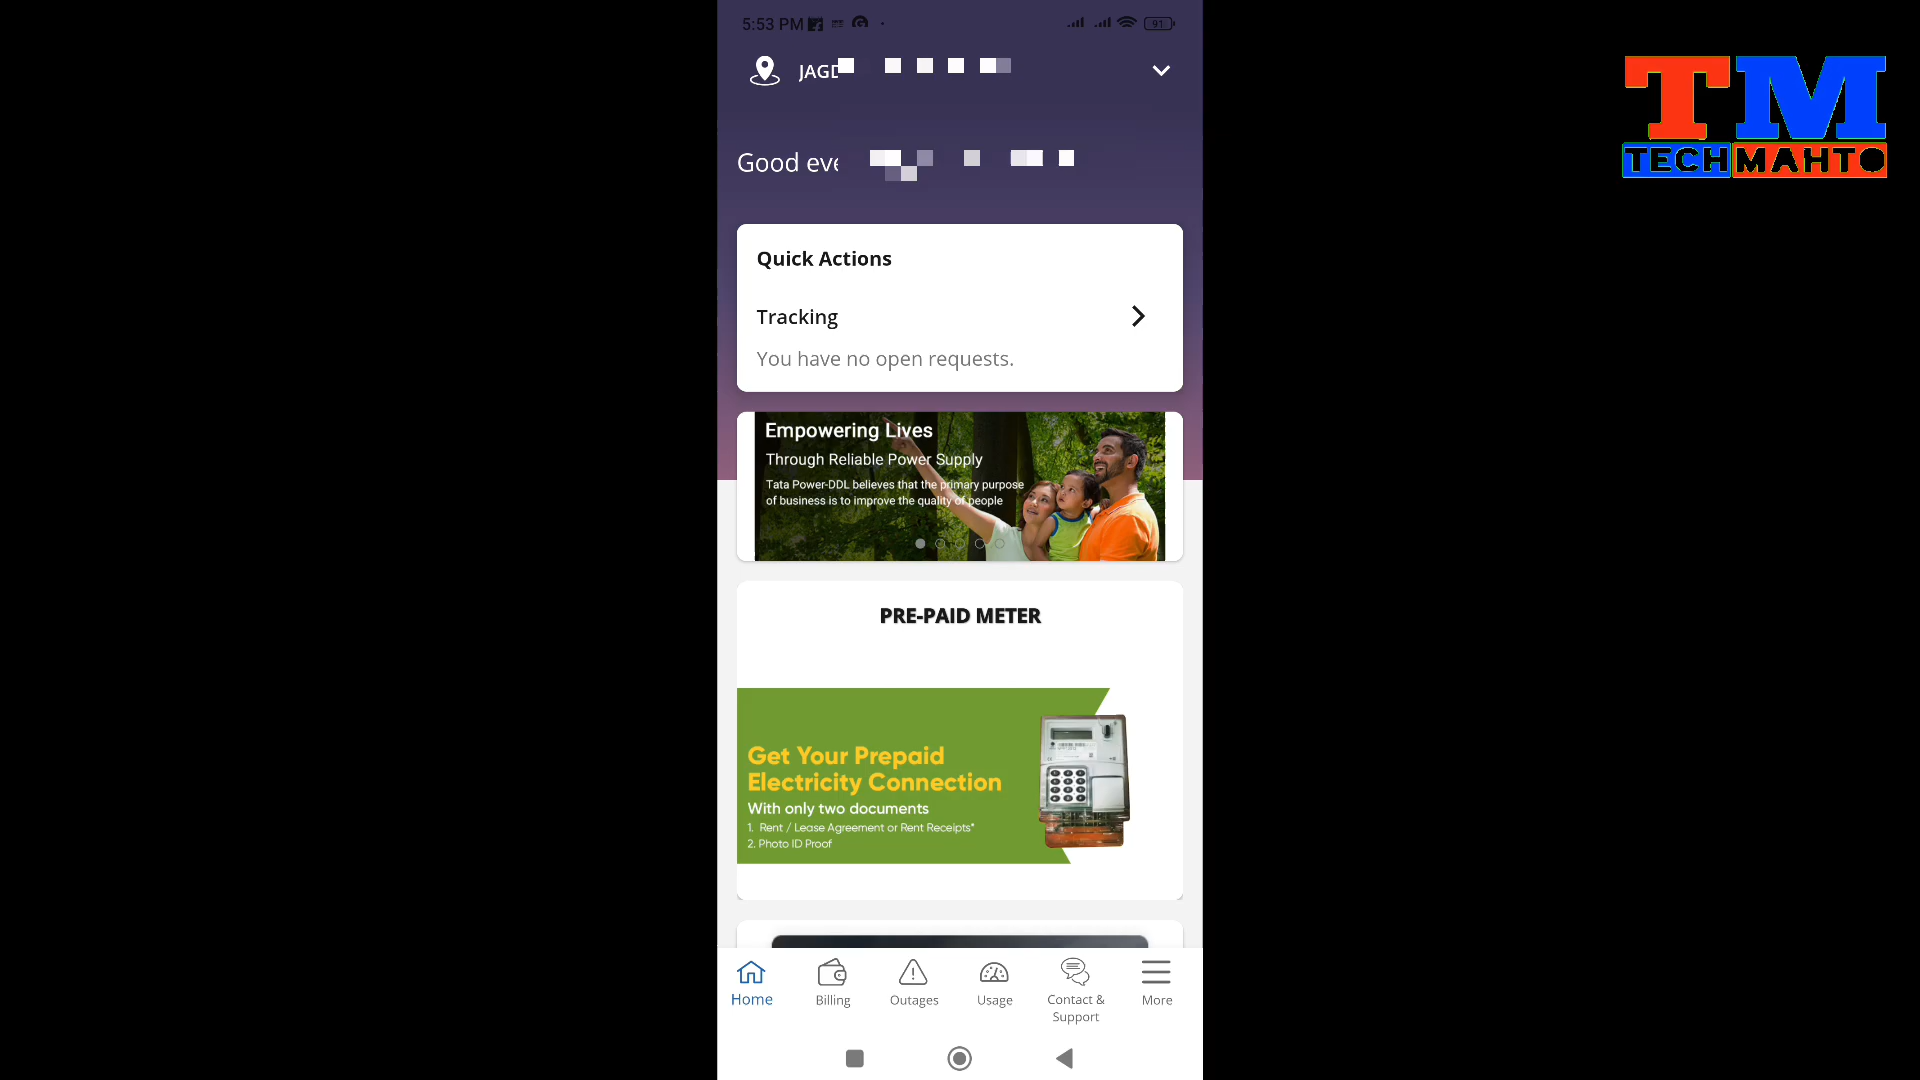 5:53 PM
91
JAGD
TM
TECH MAHTO
Good eve
Quick Actions
Tracking
You have no open requests.
Empowering Lives
Through Reliable Power Supply
Tata Power-DDL believes that the primary purpose
of business is to improve the quality of people
PRE-PAID METER
Get Your Prepaid
Electricity Connection
With only two documents
1. Rent / Lease Agreement or Rent Receipts*
2. Photo ID Proof
Home
Billing
Outages
Usage
Contact &
Support
More